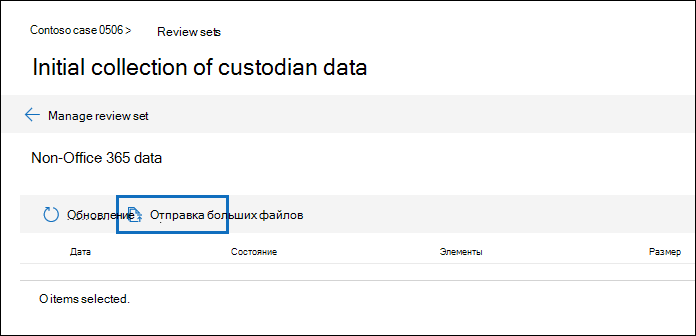 Contoso case 0506 > Review sets
Initial collection of custodian data
Manage review set
Non-Office 365 data
Обновление Отправка больших файлов
Дата Состояние Элементы Размер
O items selected.